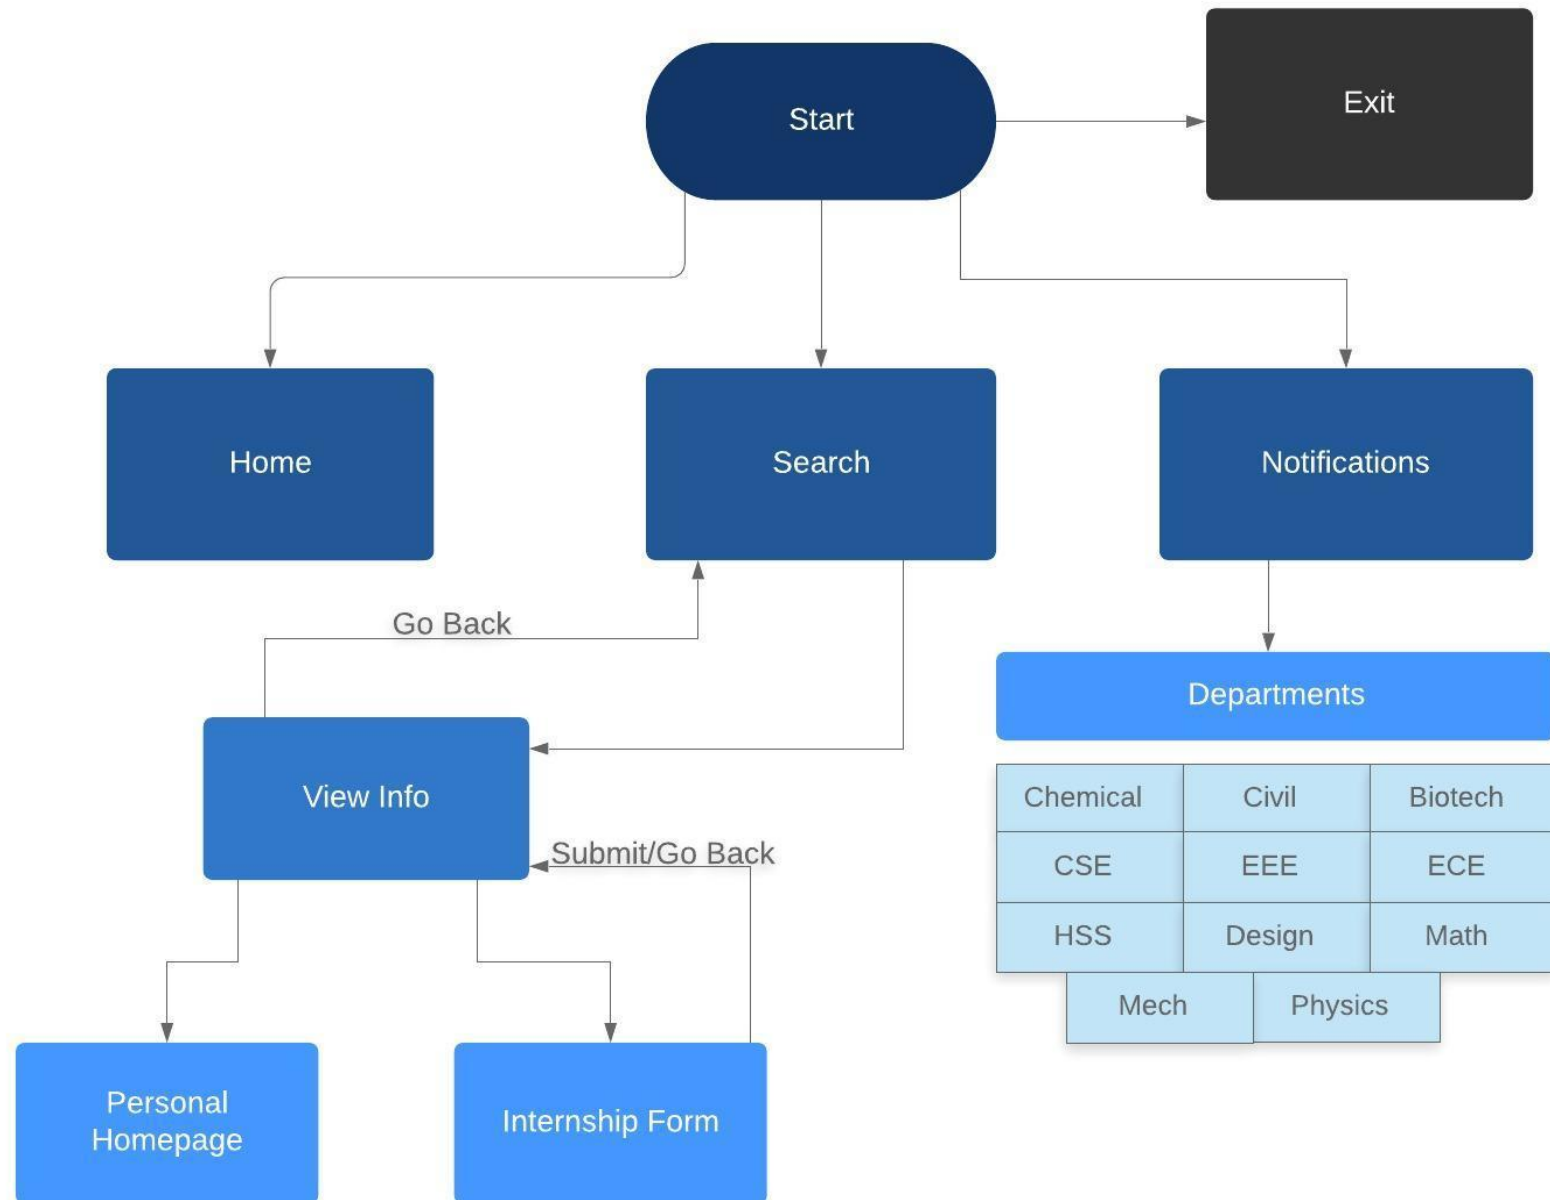 Start
Exit
Home
Search
Notifications
Go Back
Departments
View Info
Chemical
Civil
Biotech
Submit/Go Back
CSE
EEE
ECE
HSS
Design
Math
Mech
Physics
Personal
Homepage
Internship Form